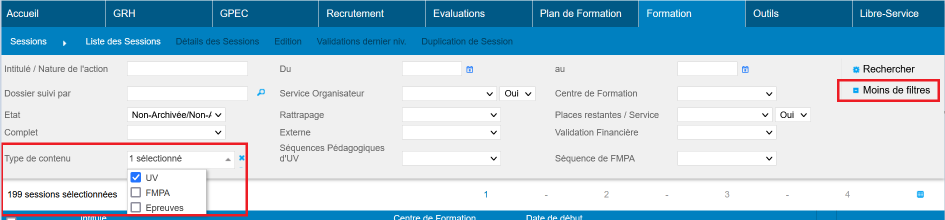 Accueil GRH GPEC Recrutement Evaluations Plan de Formation Formation Outils Libre-Service
Sessions Liste des Sessions Détails des Sessions Edition Validations dernier niv. Duplication de Session
Intitulé / Nature de l'action Du au Rechercher
Dossier suivi par Service Organisateur Oui Centre de Formation Moins de filtres
Etat Non-Archivée/Non-A Rattrapage Places restantes / Service Oui
Complet Externe Validation Financière
Type de contenu 1 sélectionné Séquences Pédagogiques d'UV Séquence de FMPA
UV
199 sessions sélectionnées 1 - 2 - 3 - 4
FMPA
Epreuves
Intitulé Centre de Formation Date de début